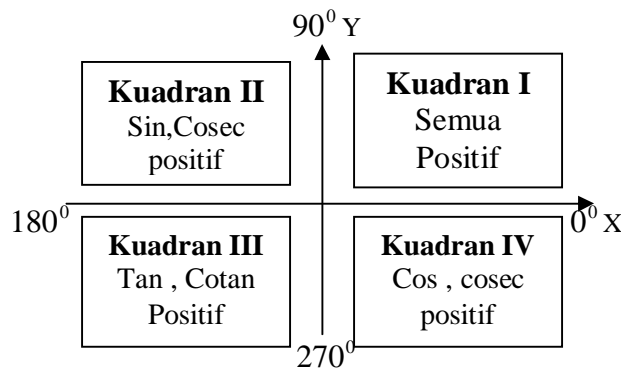 90⁰ Y
Kuadran II
Sin,Cosec
positif
Kuadran I
Semua
Positif
180⁰
0⁰ X
Kuadran III
Tan , Cotan
Positif
Kuadran IV
Cos , cosec
positif
270⁰